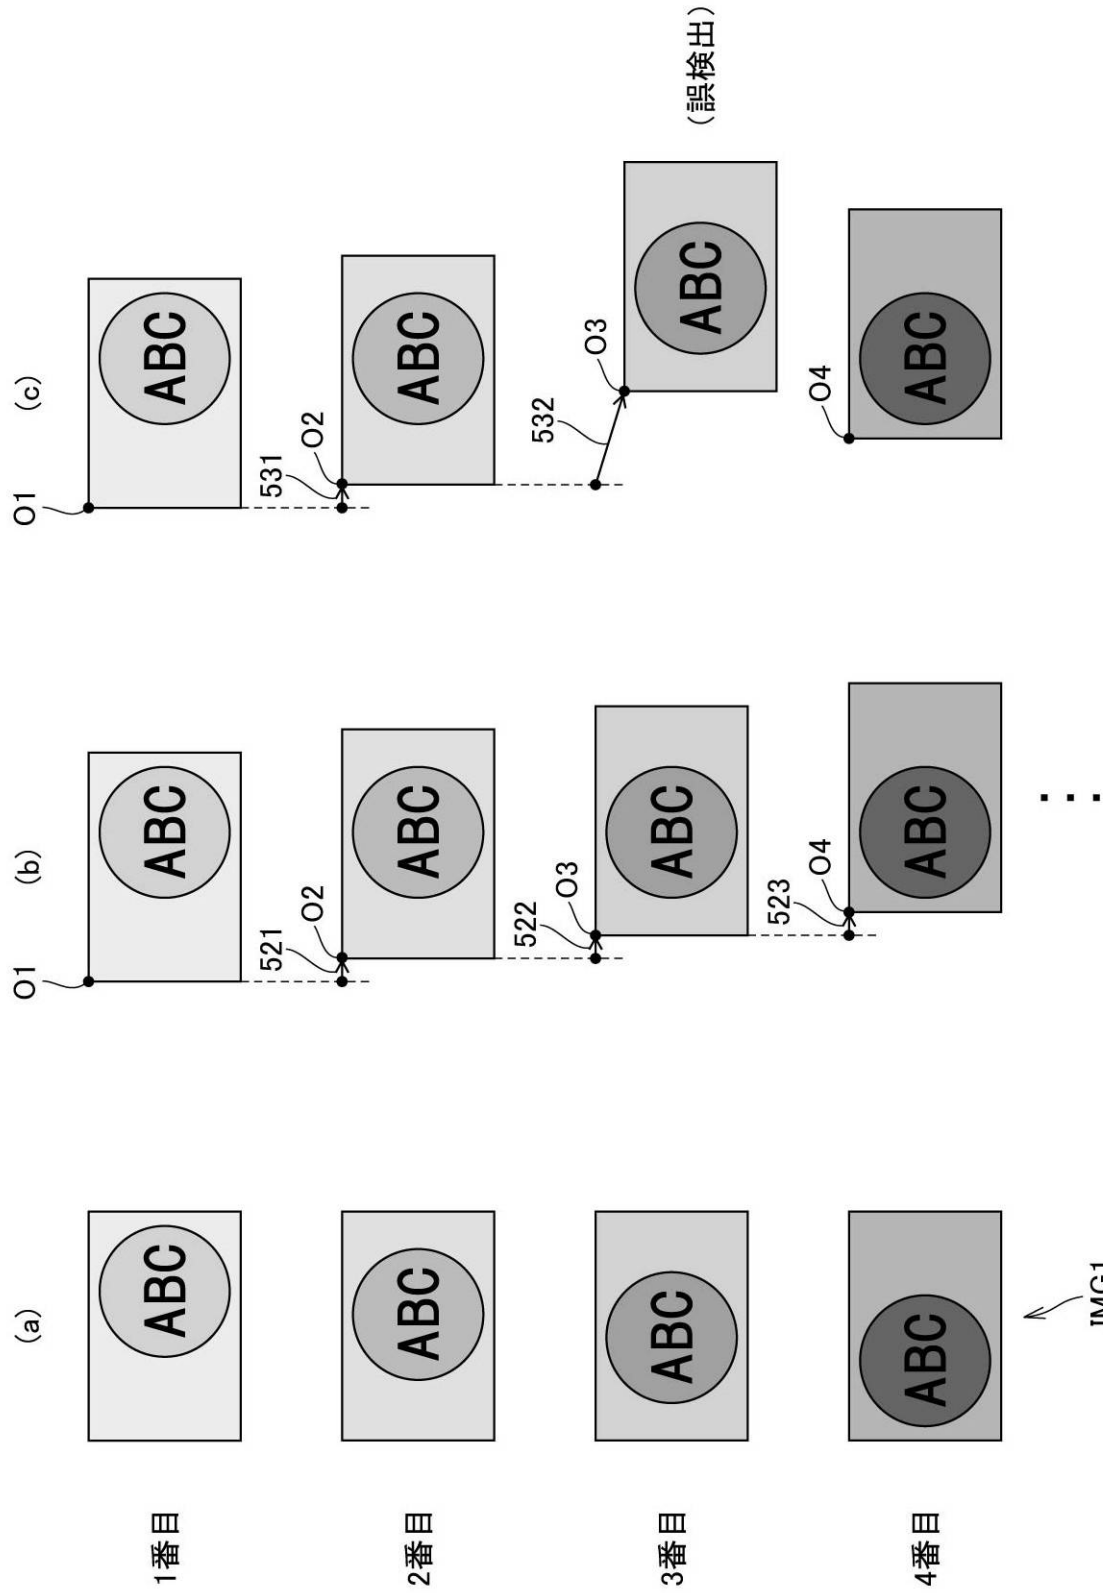 (a) (b) (c)
O1 O1
1番目 ABC ABC ABC
521 O2 531 O2
2番目 ABC ABC ABC
522 O3 532 O3
3番目 ABC ABC ABC (誤検出)
523 O4 O4
4番目 ABC ABC ABC
IMG1